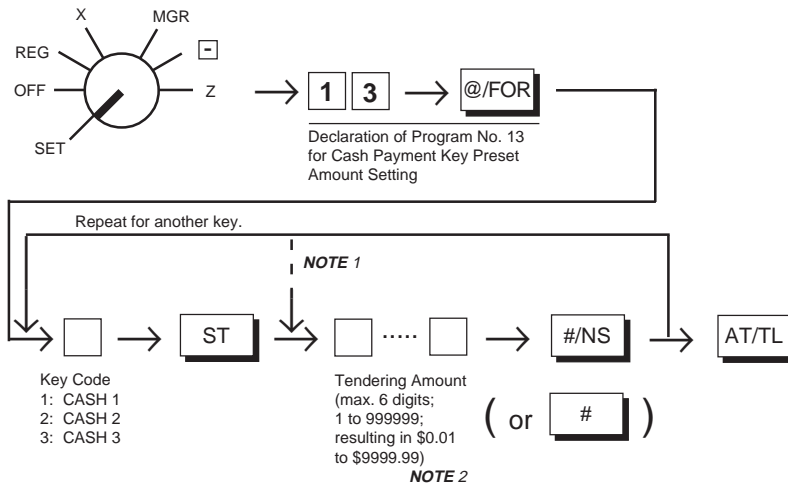 X
MGR
REG
-
OFF
Z
SET
1 3
@/FOR
Declaration of Program No. 13
for Cash Payment Key Preset
Amount Setting
Repeat for another key.
NOTE 1
ST
.....
#/NS
AT/TL
Key Code
1: CASH 1
2: CASH 2
3: CASH 3
Tendering Amount
(max. 6 digits;
1 to 999999;
resulting in $0.01
to $9999.99)
NOTE 2
( or # )